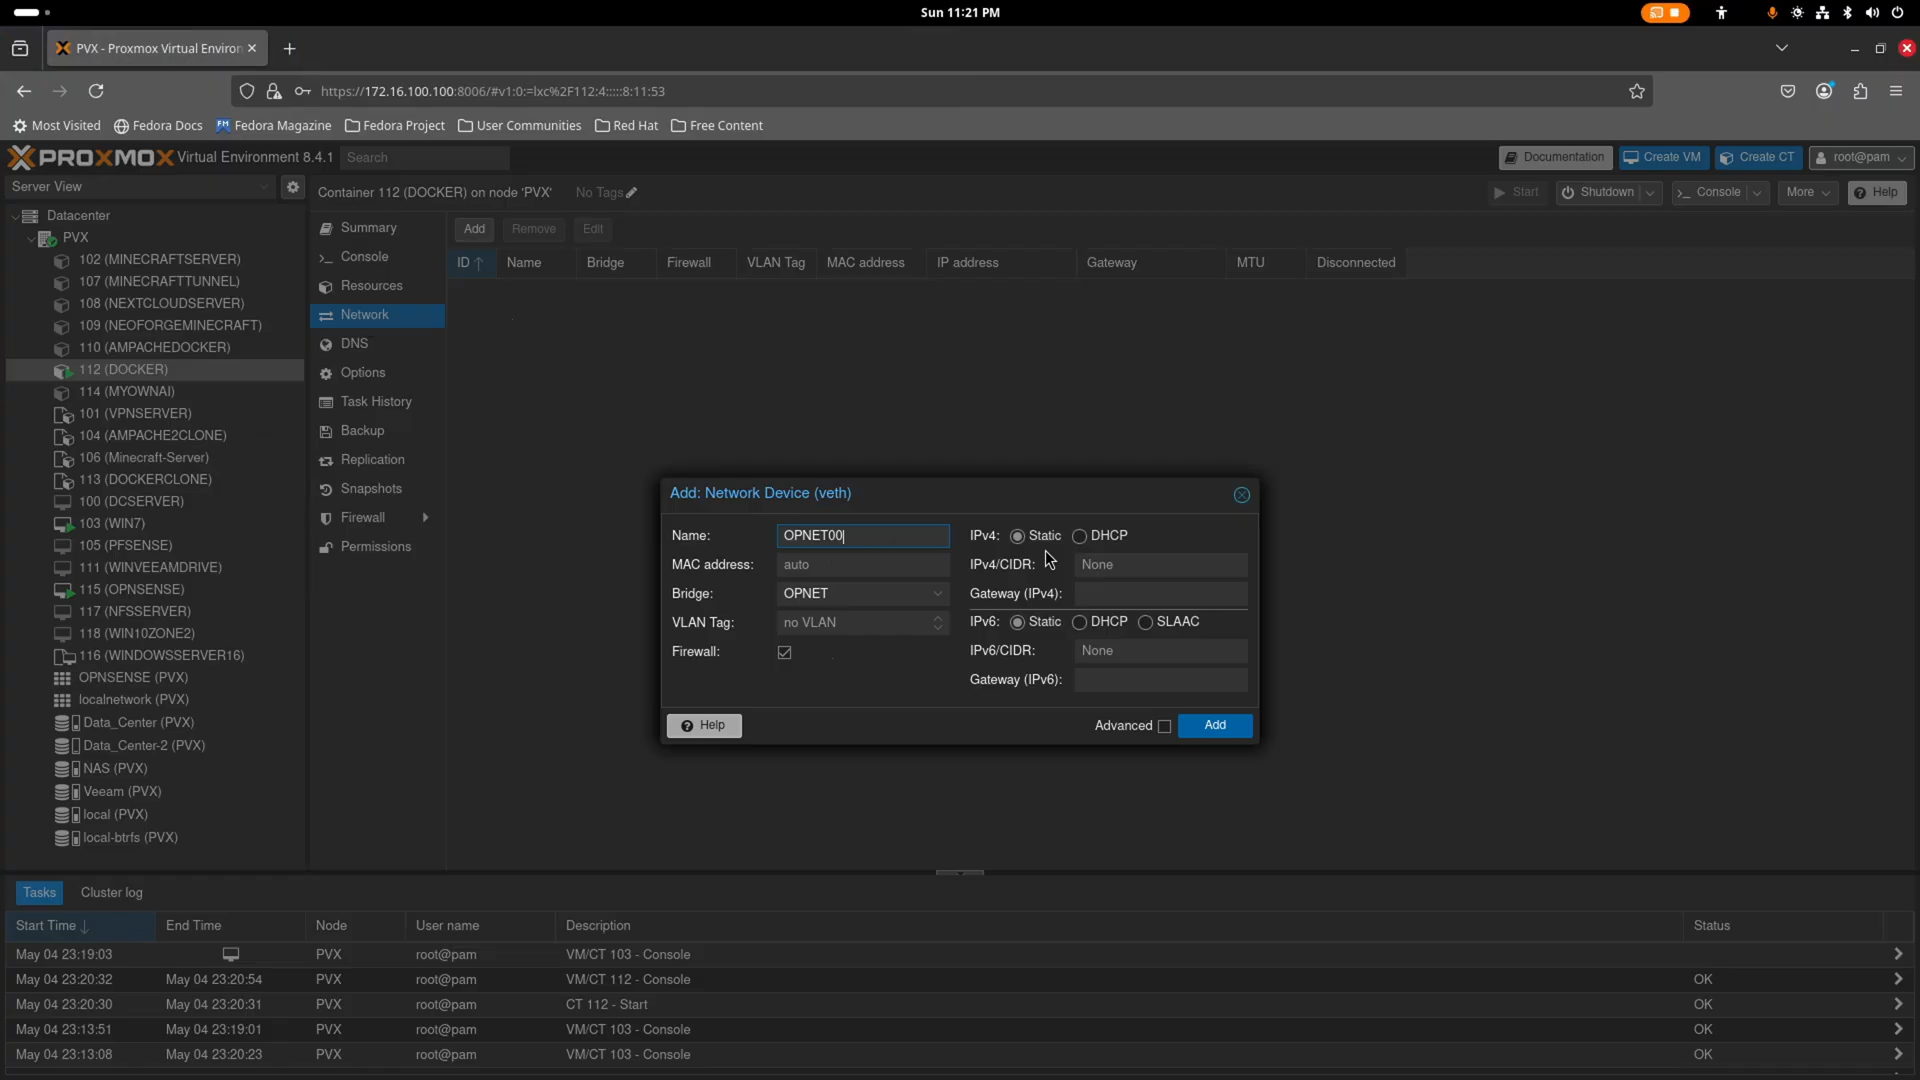 Sun 11:21 PM
PVX - Proxmox Virtual Environ
https://172.16.100.100:8006/#v1:0:=lxc%2F112:4:::::8:11:53
Most Visited Fedora Docs Fedora Magazine Fedora Project User Communities Red Hat Free Content
PROXMOX Virtual Environment 8.4.1 Search Documentation Create VM Create CT root@pam
Server View Container 112 (DOCKER) on node 'PVX' No Tags Start Shutdown Console More Help
Datacenter
PVX
102 (MINECRAFTSERVER)
107 (MINECRAFTTUNNEL)
108 (NEXTCLOUDSERVER)
109 (NEOFORGEMINECRAFT)
110 (AMPACHEDOCKER)
112 (DOCKER)
114 (MYOWNAI)
101 (VPNSERVER)
104 (AMPACHE2CLONE)
106 (Minecraft-Server)
113 (DOCKERCLONE)
100 (DCSERVER)
103 (WIN7)
105 (PFSENSE)
111 (WINVEEAMDRIVE)
115 (OPNSENSE)
117 (NFSSERVER)
118 (WIN10ZONE2)
116 (WINDOWSSERVER16)
OPNSENSE (PVX)
localnetwork (PVX)
Data_Center (PVX)
Data_Center-2 (PVX)
NAS (PVX)
Veeam (PVX)
local (PVX)
local-btrfs (PVX)
Summary
Console
Resources
Network
DNS
Options
Task History
Backup
Replication
Snapshots
Firewall
Permissions
Add Remove Edit
ID Name Bridge Firewall VLAN Tag MAC address IP address Gateway MTU Disconnected
Add: Network Device (veth)
Name: OPNET00
MAC address: auto
Bridge: OPNET
VLAN Tag: no VLAN
Firewall:
IPv4: Static DHCP
IPv4/CIDR: None
Gateway (IPv4):
IPv6: Static DHCP SLAAC
IPv6/CIDR: None
Gateway (IPv6):
Help Advanced Add
Tasks Cluster log
Start Time End Time Node User name Description Status
May 04 23:19:03 PVX root@pam VM/CT 103 - Console
May 04 23:20:32 May 04 23:20:54 PVX root@pam VM/CT 112 - Console OK
May 04 23:20:30 May 04 23:20:31 PVX root@pam CT 112 - Start OK
May 04 23:13:51 May 04 23:19:01 PVX root@pam VM/CT 103 - Console OK
May 04 23:13:08 May 04 23:20:23 PVX root@pam VM/CT 103 - Console OK